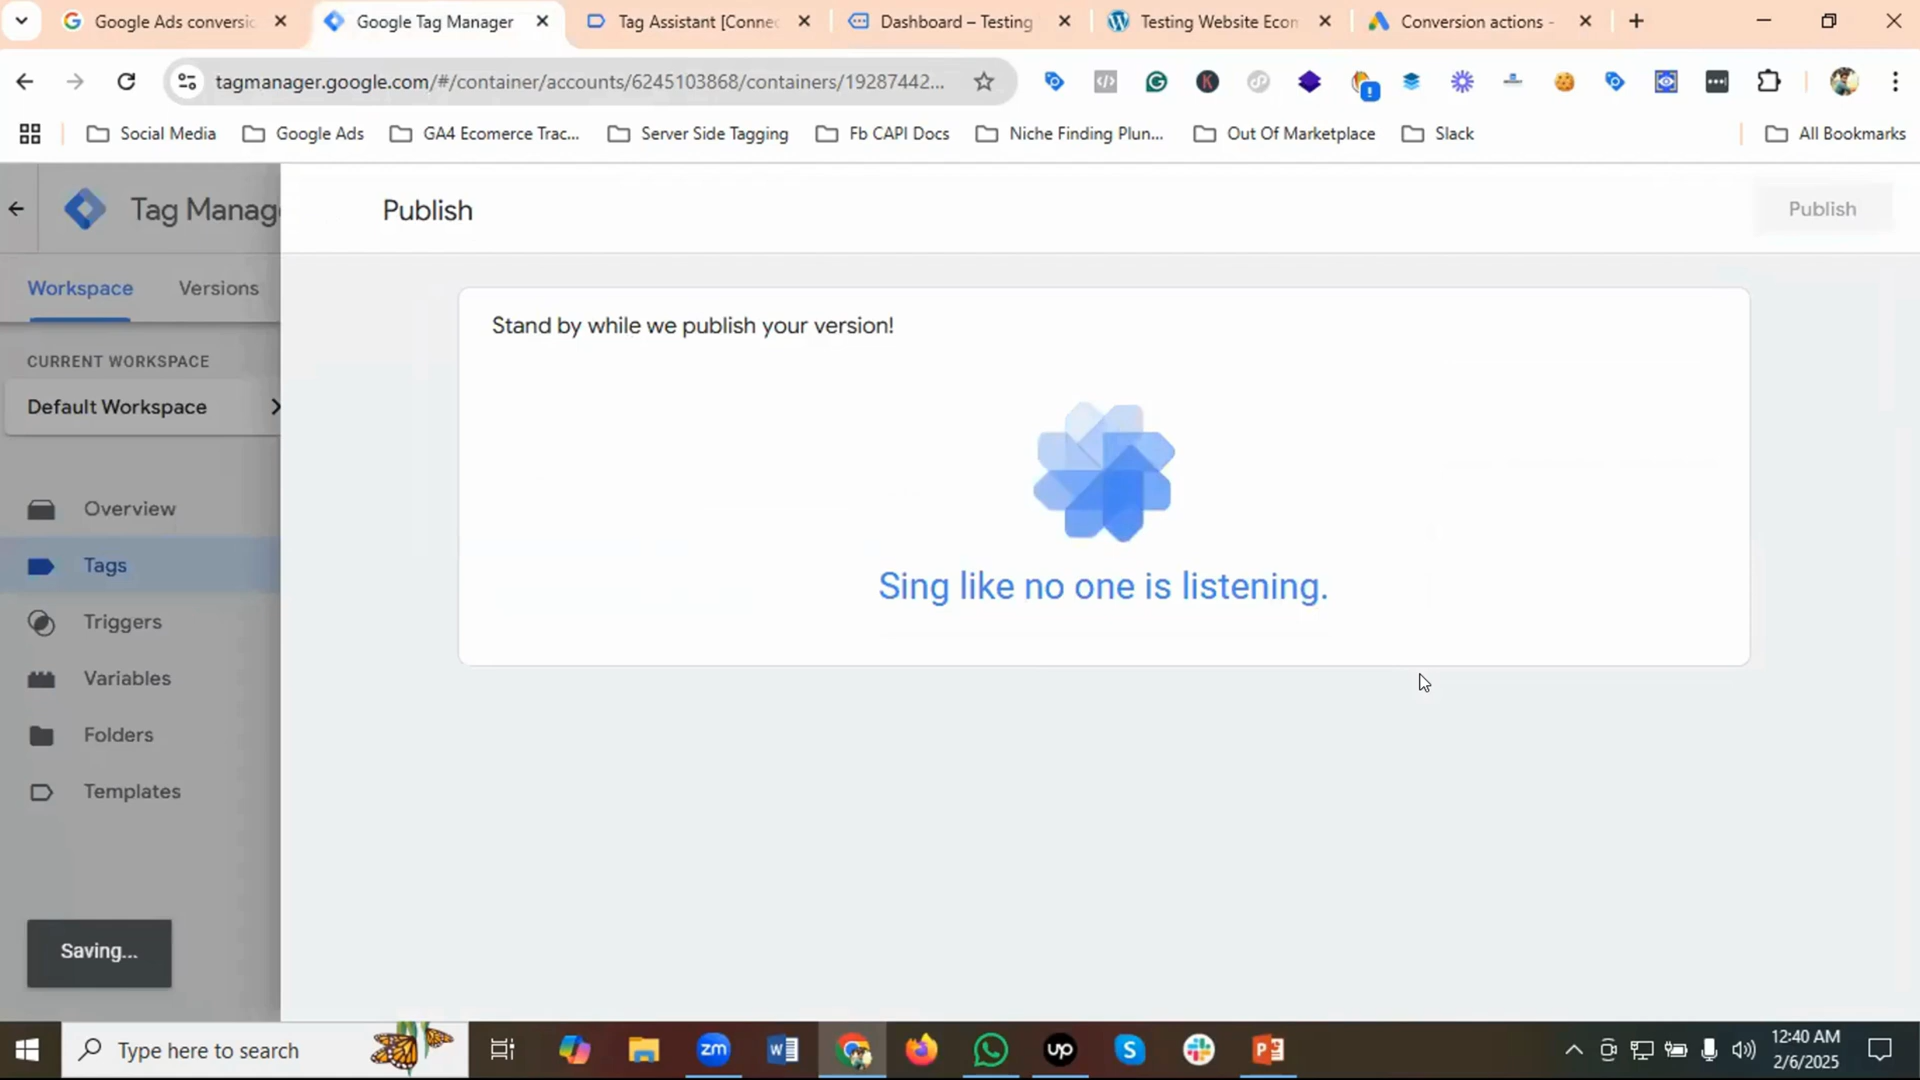 Google Ads conversi
Google Tag Manager
Tag Assistant [Connec
Dashboard – Testing
Testing Website Econ
Conversion actions -
tagmanager.google.com/#/container/accounts/6245103868/containers/19287442...
Social Media
Google Ads
GA4 Ecomerce Trac...
Server Side Tagging
Fb CAPI Docs
Niche Finding Plun...
Out Of Marketplace
Slack
All Bookmarks
Tag Manag
Publish
Publish
Workspace
Versions
CURRENT WORKSPACE
Default Workspace
Stand by while we publish your version!
Sing like no one is listening.
Overview
Tags
Triggers
Variables
Folders
Templates
Saving...
Type here to search
zm
up
12:40 AM
2/6/2025